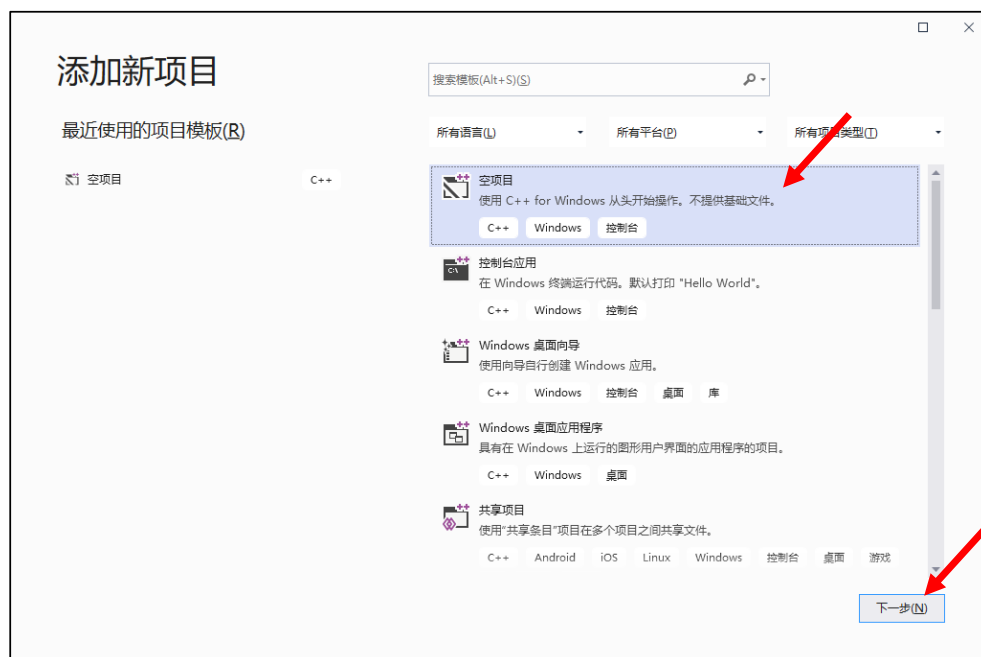 添加新项目
搜索模板(Alt+S)(S)
最近使用的项目模板(R)
所有语言(L) 所有平台(P) 所有项目类型(T)
空项目 C++
空项目
使用 C++ for Windows 从头开始操作。不提供基础文件。
C++ Windows 控制台
控制台应用
在 Windows 终端运行代码。默认打印 "Hello World"。
C++ Windows 控制台
Windows 桌面向导
使用向导自行创建 Windows 应用。
C++ Windows 控制台 桌面 库
Windows 桌面应用程序
具有在 Windows 上运行的图形用户界面的应用程序的项目。
C++ Windows 桌面
共享项目
使用"共享条目"项目在多个项目之间共享文件。
C++ Android iOS Linux Windows 控制台 桌面 游戏
下一步(N)